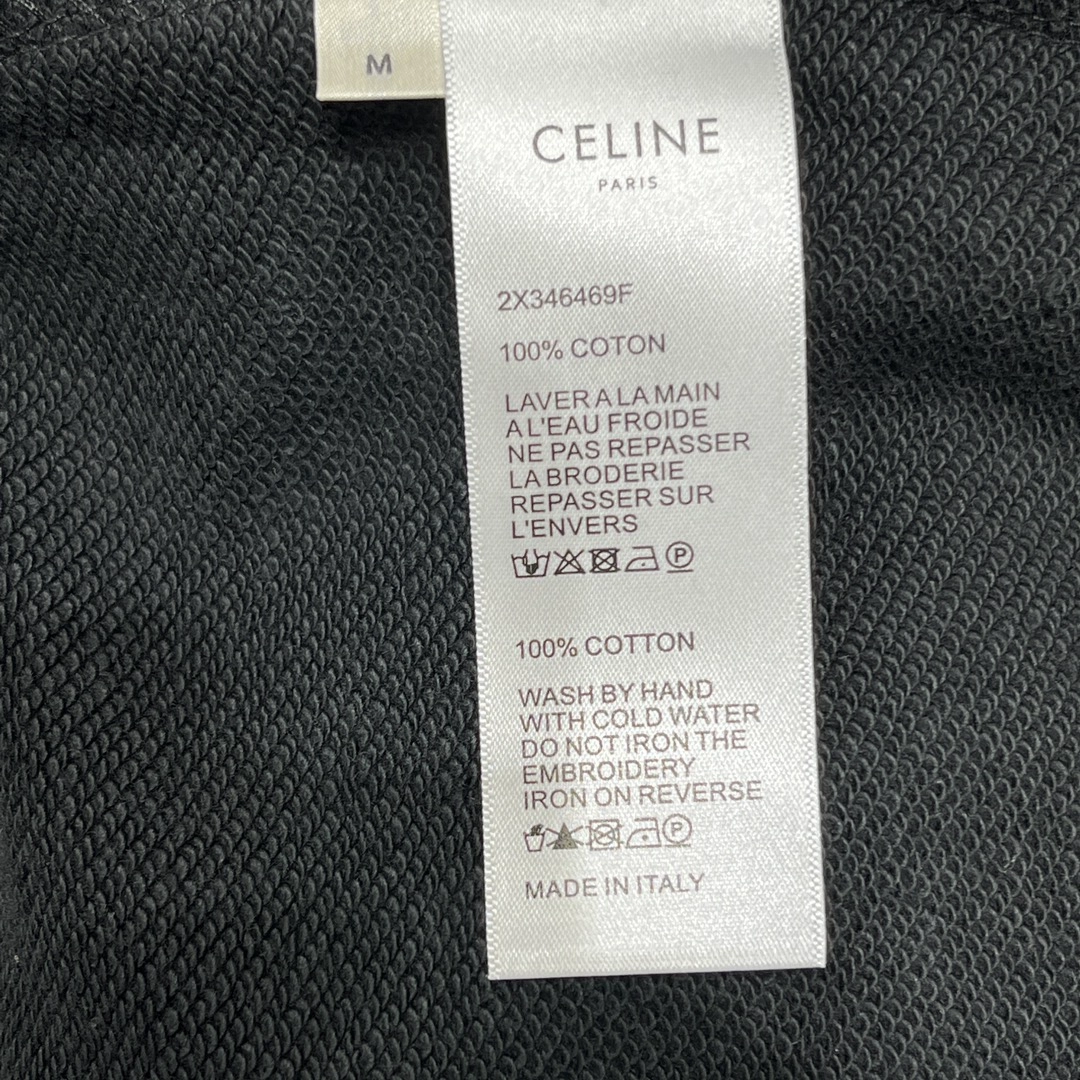 M
CELINE
PARIS
2X346469F
100% COTON
LAVER A LA MAIN
A L'EAU FROIDE
NE PAS REPASSER
LA BRODERIE
REPASSER SUR
L'ENVERS
P
100% COTTON
WASH BY HAND
WITH COLD WATER
DO NOT IRON THE
EMBROIDERY
IRON ON REVERSE
P
MADE IN ITALY